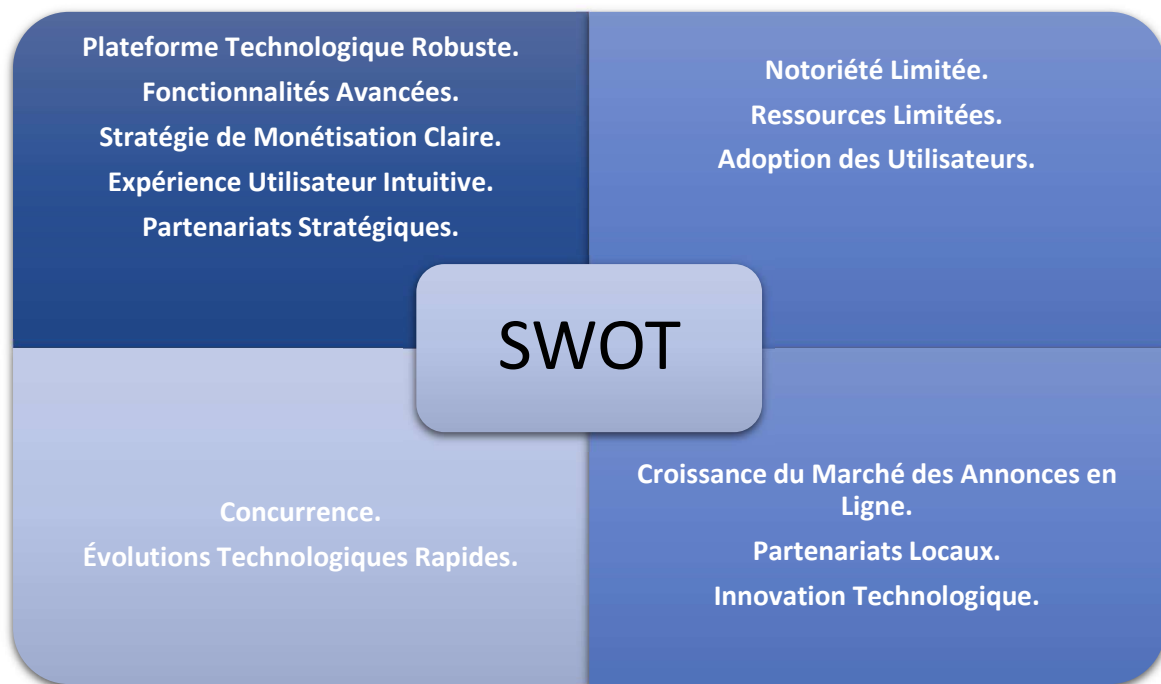 Plateforme Technologique Robuste.
Fonctionnalités Avancées.
Stratégie de Monétisation Claire.
Expérience Utilisateur Intuitive.
Partenariats Stratégiques.
Notoriété Limitée.
Ressources Limitées.
Adoption des Utilisateurs.
SWOT
Concurrence.
Évolutions Technologiques Rapides.
Croissance du Marché des Annonces en
Ligne.
Partenariats Locaux.
Innovation Technologique.